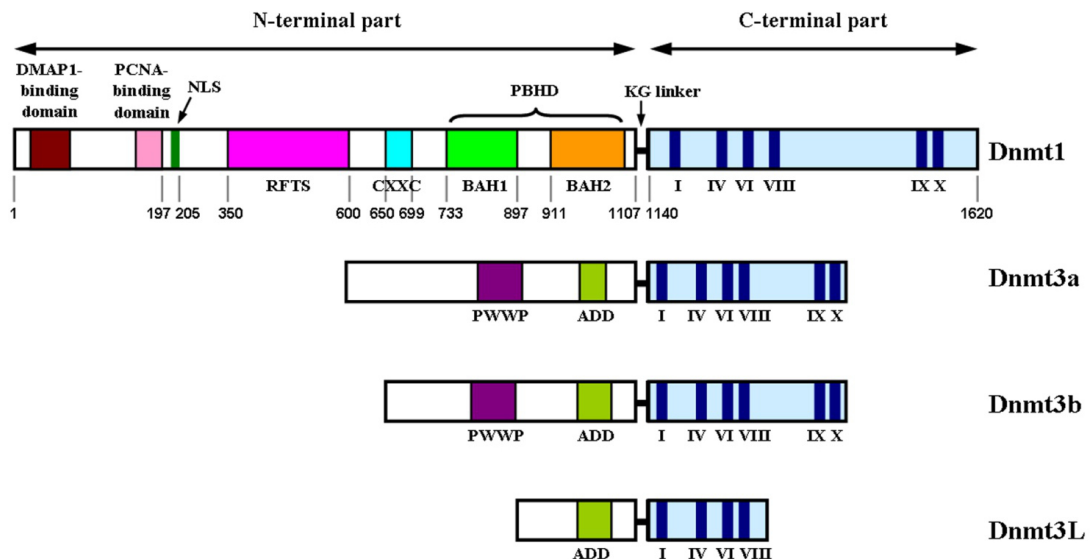 N-terminal part
C-terminal part
DMAP1-
binding
domain
PCNA-
binding
domain
NLS
PBHD
KG linker
Dnmt1
RFTS
CXXC
BAH1
BAH2
I IV VI VIII IX X
1 197 205 350 600 650 699 733 897 911 1107 1140 1620
Dnmt3a
PWWP ADD I IV VI VIII IX X
Dnmt3b
PWWP ADD I IV VI VIII IX X
Dnmt3L
ADD I IV VI VIII